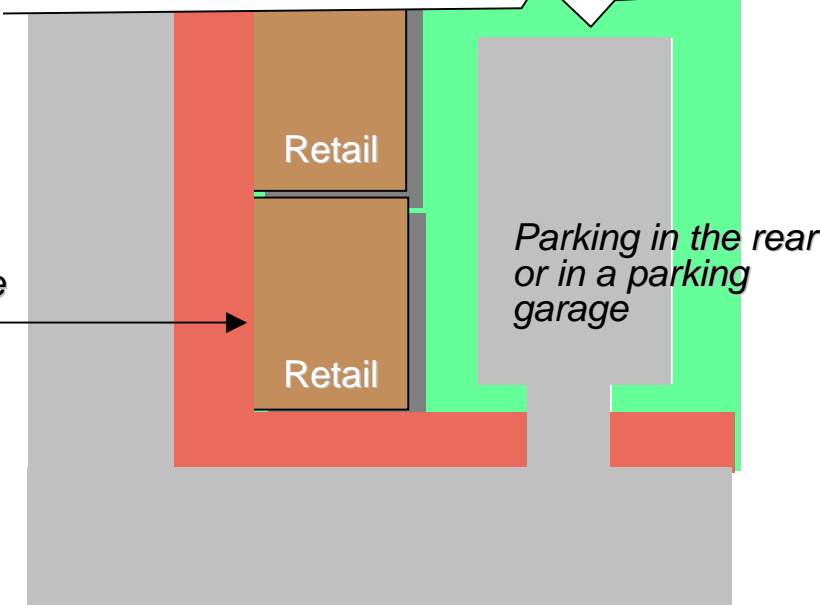 Retail
Parking in the rear
or in a parking
garage
Retail